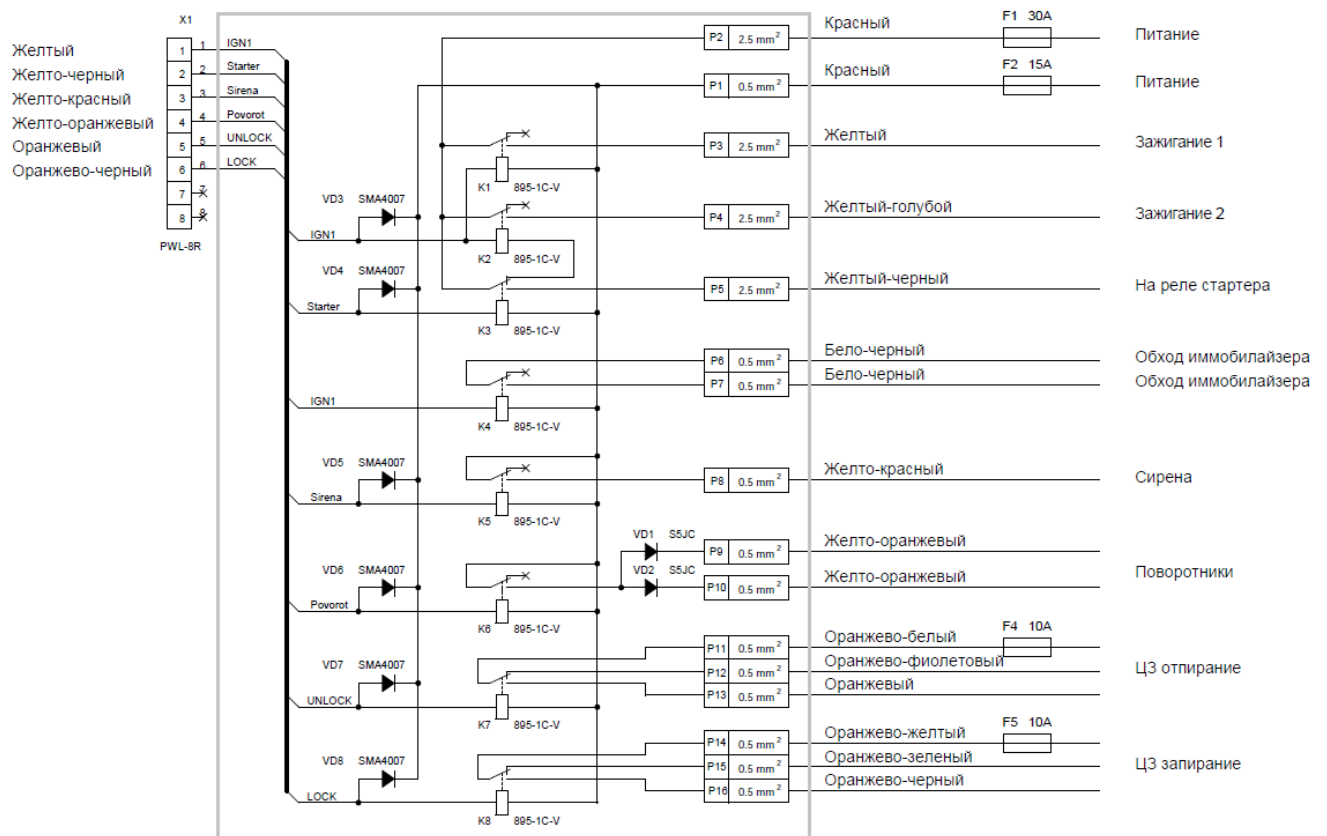 X1
Желтый 1 1 IGN1
Желто-черный 2 2 Starter
Желто-красный 3 3 Sirena
Желто-оранжевый 4 4 Povorot
Оранжевый 5 5 UNLOCK
Оранжево-черный 6 6 LOCK
7 7
8 8
PWL-8R
P2 2.5 mm² Красный F1 30A Питание
P1 0.5 mm² Красный F2 15A Питание
P3 2.5 mm² Желтый Зажигание 1
K1 895-1C-V
VD3 SMA4007
P4 2.5 mm² Желтый-голубой Зажигание 2
IGN1
K2 895-1C-V
VD4 SMA4007
P5 2.5 mm² Желтый-черный На реле стартера
Starter
K3 895-1C-V
P6 0.5 mm² Бело-черный Обход иммобилайзера
P7 0.5 mm² Бело-черный Обход иммобилайзера
IGN1
K4 895-1C-V
VD5 SMA4007
P8 0.5 mm² Желто-красный Сирена
Sirena
K5 895-1C-V
VD1 S5JC
P9 0.5 mm² Желто-оранжевый
VD6 SMA4007
VD2 S5JC
P10 0.5 mm² Желто-оранжевый
Поворотники
Povorot
K6 895-1C-V
P11 0.5 mm² Оранжево-белый F4 10A
VD7 SMA4007
P12 0.5 mm² Оранжево-фиолетовый ЦЗ отпирание
P13 0.5 mm² Оранжевый
UNLOCK
K7 895-1C-V
P14 0.5 mm² Оранжево-желтый F5 10A
VD8 SMA4007
P15 0.5 mm² Оранжево-зеленый ЦЗ запирание
P16 0.5 mm² Оранжево-черный
LOCK
K8 895-1C-V